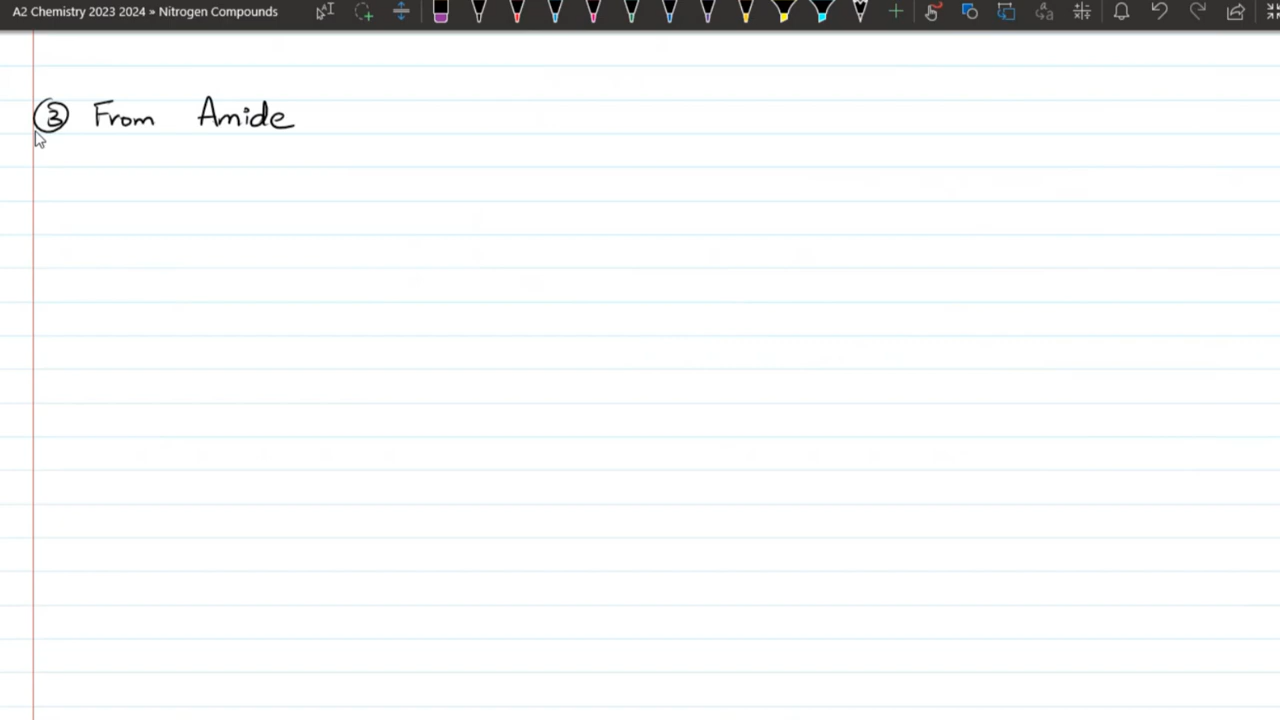 A2 Chemistry 2023 2024 » Nitrogen Compounds
③ From Amide